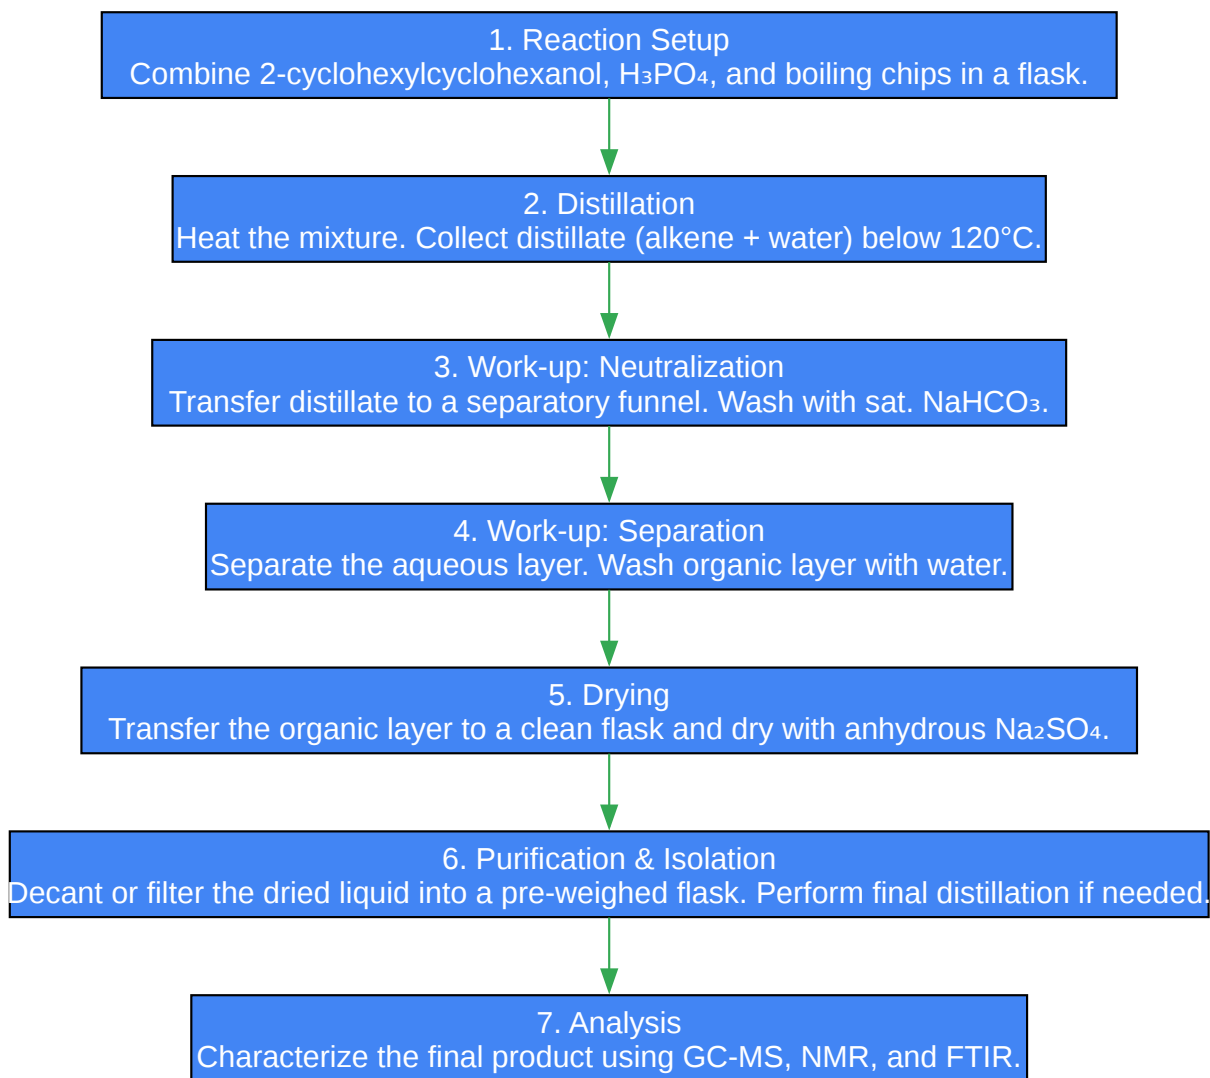 1. Reaction Setup
Combine 2-cyclohexylcyclohexanol, H₃PO₄, and boiling chips in a flask.
2. Distillation
Heat the mixture. Collect distillate (alkene + water) below 120°C.
3. Work-up: Neutralization
Transfer distillate to a separatory funnel. Wash with sat. NaHCO₃.
4. Work-up: Separation
Separate the aqueous layer. Wash organic layer with water.
5. Drying
Transfer the organic layer to a clean flask and dry with anhydrous Na₂SO₄.
6. Purification & Isolation
Decant or filter the dried liquid into a pre-weighed flask. Perform final distillation if needed.
7. Analysis
Characterize the final product using GC-MS, NMR, and FTIR.